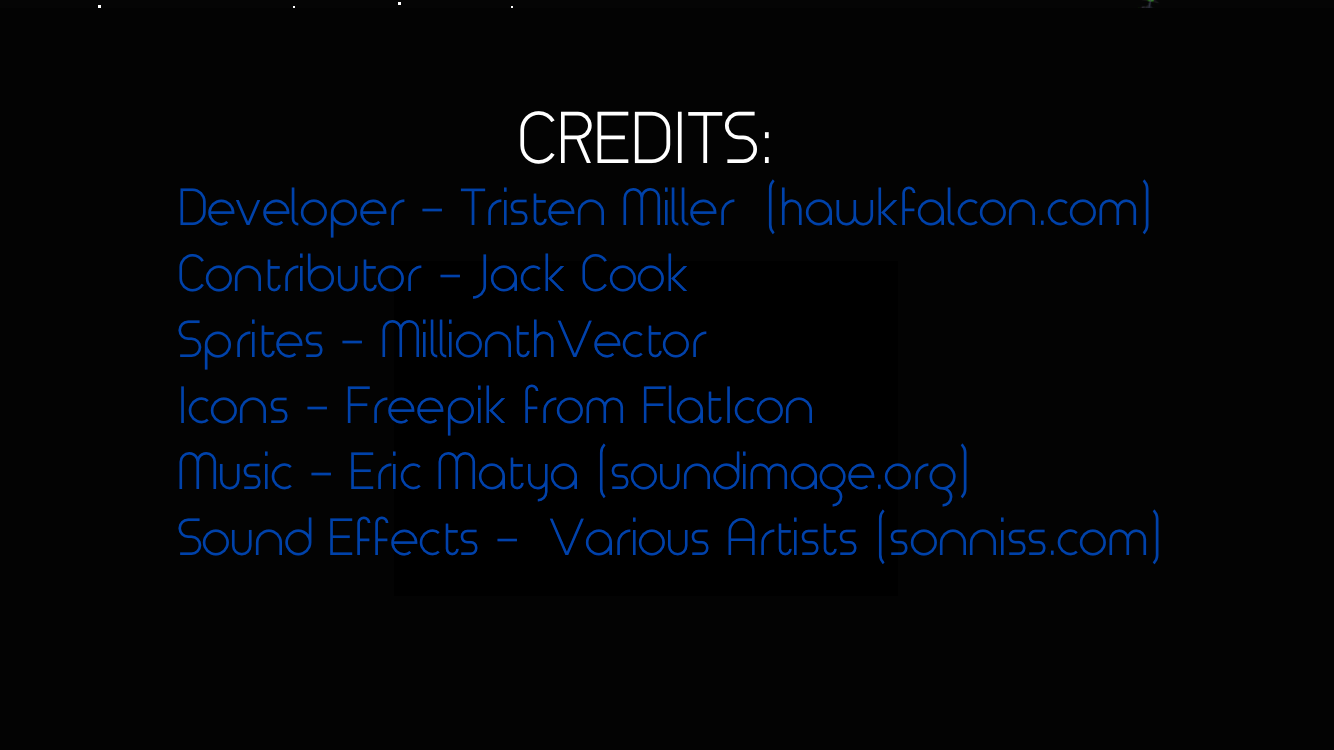 CREDITS:
Developer - Tristen Miller (hawkfalcon.com)
Contributor - Jack Cook
Sprites - MillionthVector
Icons - Freepik from FlatIcon
Music - Eric Matya (soundimage.org)
Sound Effects - Various Artists (sonniss.com)